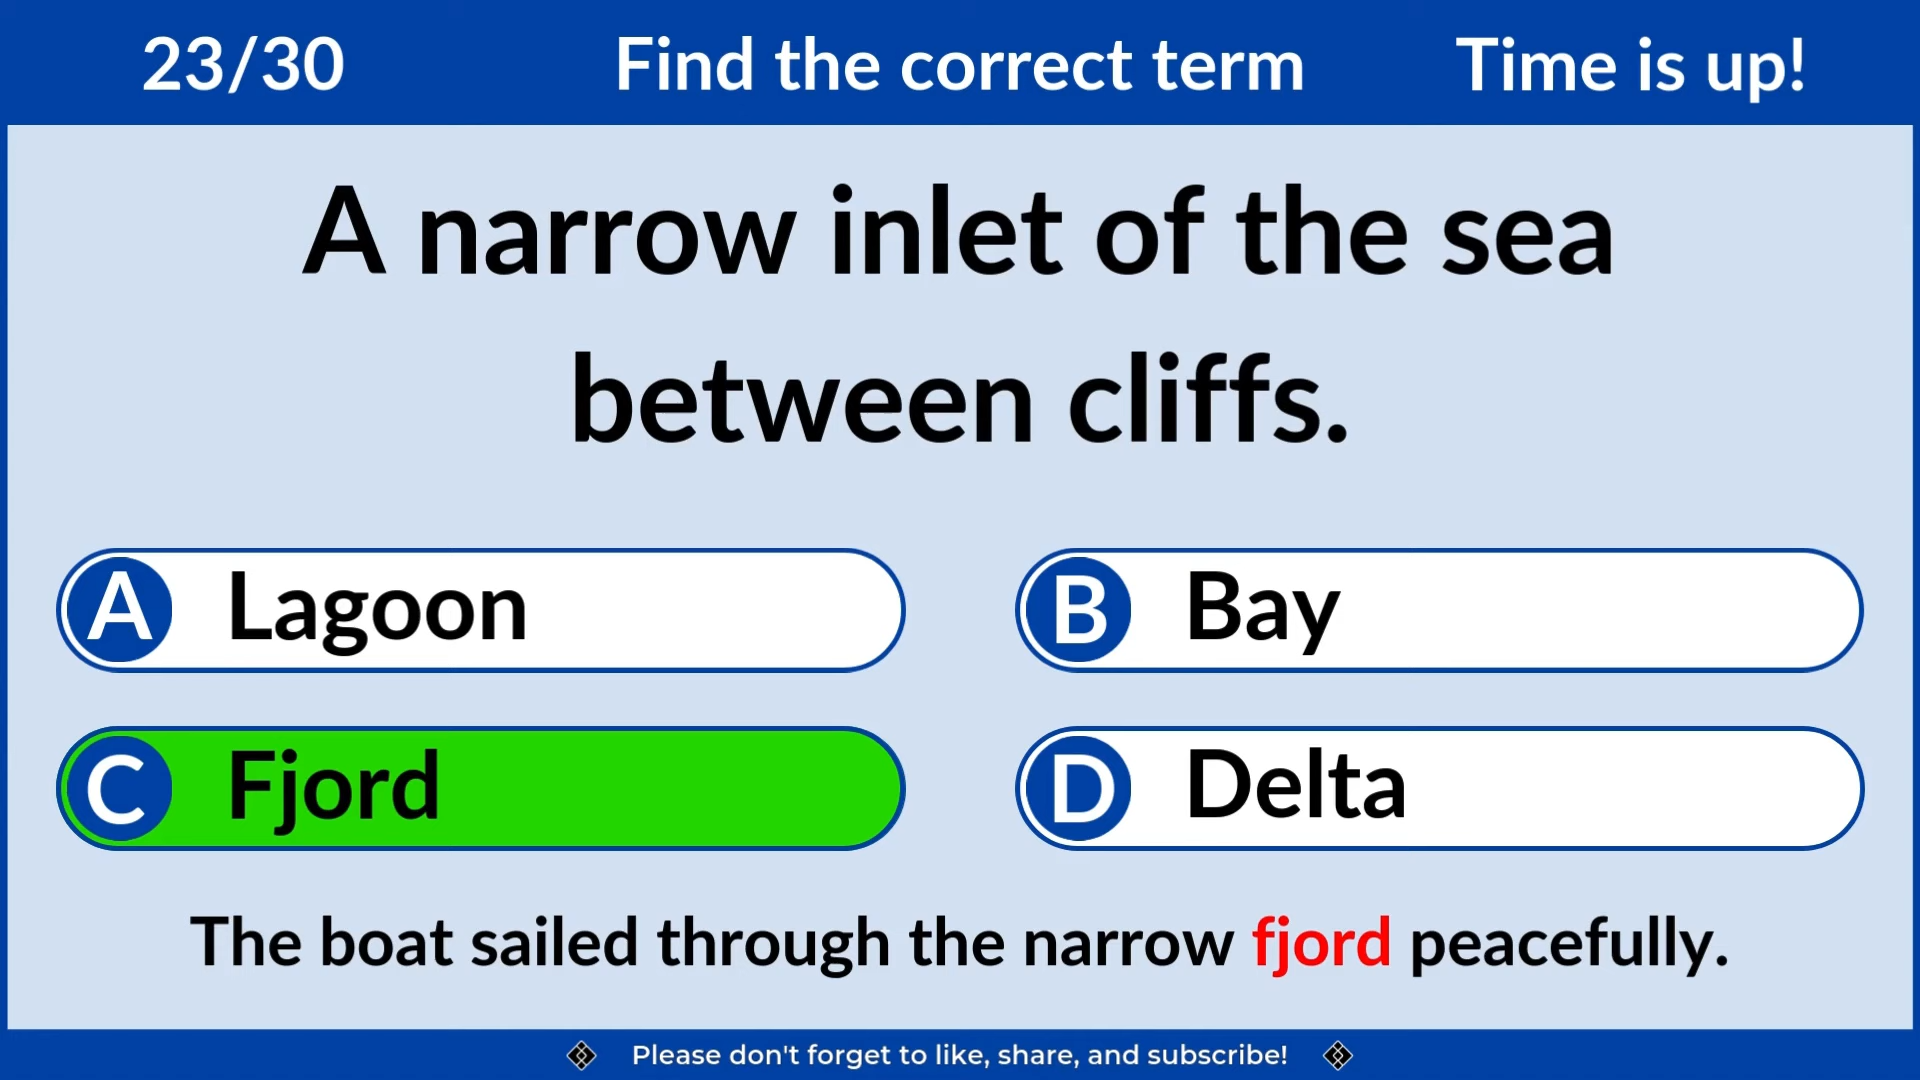 23/30
Find the correct term
Time is up!
A narrow inlet of the sea
between cliffs.
A Lagoon
B Bay
C Fjord
D Delta
The boat sailed through the narrow fjord peacefully.
Please don't forget to like, share, and subscribe!